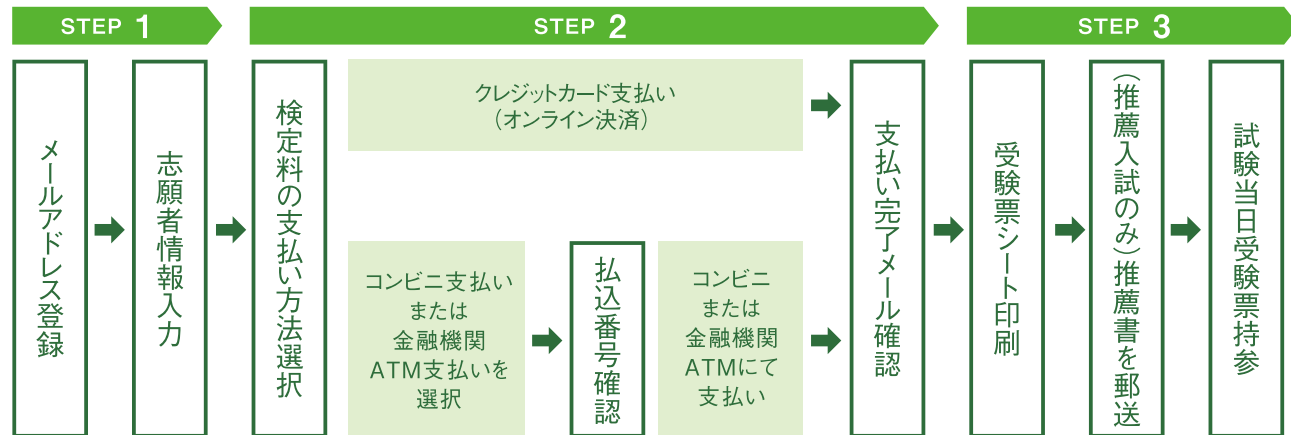 STEP 1
STEP 2
STEP 3
メールアドレス登録
志願者情報入力
検定料の支払い方法選択
クレジットカード支払い
（オンライン決済）
コンビニ支払い
または
金融機関
ATM支払いを
選択
払込番号確認
コンビニ
または
金融機関
ATMにて
支払い
支払い完了メール確認
受験票シート印刷
（推薦入試のみ）推薦書を郵送
試験当日受験票持参